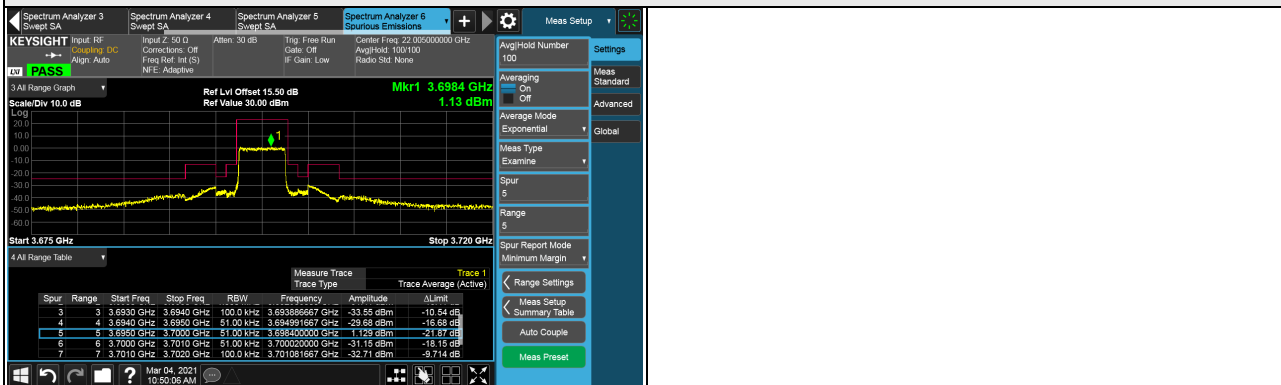 Spectrum Analyzer 3
Swept SA
Spectrum Analyzer 4
Swept SA
Spectrum Analyzer 5
Swept SA
Spectrum Analyzer 6
Spurious Emissions
Meas Setup
KEYSIGHT
Input: RF
Coupling: DC
Align: Auto
Input Z: 50 Ω
Corrections: Off
Freq Ref: Int (S)
NFE: Adaptive
Atten: 30 dB
Trig: Free Run
Gate: Off
IF Gain: Low
Center Freq: 22.005000000 GHz
Avg|Hold: 100/100
Radio Std: None
LXI
PASS
3 All Range Graph
Scale/Div 10.0 dB
Ref Lvl Offset 15.50 dB
Ref Value 30.00 dBm
Mkr1 3.6984 GHz
1.13 dBm
Log
20.0
10.0
0.00
-10.0
-20.0
-30.0
-40.0
-50.0
-60.0
1
Start 3.675 GHz
Stop 3.720 GHz
4 All Range Table
Measure Trace Trace 1
Trace Type Trace Average (Active)
Spur Range Start Freq Stop Freq RBW Frequency Amplitude ΔLimit
3 3 3.6930 GHz 3.6940 GHz 100.0 kHz 3.693886667 GHz -33.55 dBm -10.54 dB
4 4 3.6940 GHz 3.6950 GHz 51.00 kHz 3.694991667 GHz -29.68 dBm -16.68 dB
5 5 3.6950 GHz 3.7000 GHz 51.00 kHz 3.698400000 GHz 1.129 dBm -21.87 dB
6 6 3.7000 GHz 3.7010 GHz 51.00 kHz 3.700020000 GHz -31.15 dBm -18.15 dB
7 7 3.7010 GHz 3.7020 GHz 100.0 kHz 3.701081667 GHz -32.71 dBm -9.714 dB
Mar 04, 2021
10:50:06 AM
Avg|Hold Number
100
Averaging
On
Off
Average Mode
Exponential
Meas Type
Examine
Spur
5
Range
5
Spur Report Mode
Minimum Margin
Range Settings
Meas Setup
Summary Table
Auto Couple
Meas Preset
Settings
Meas
Standard
Advanced
Global